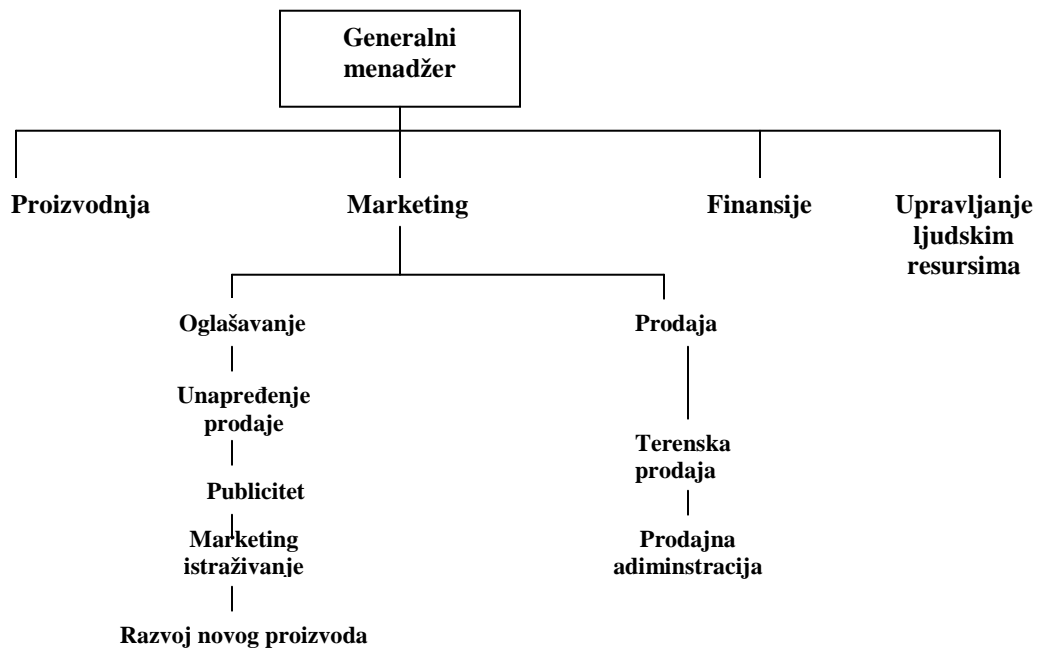 Generalni
menadžer
Proizvodnja
Marketing
Finansije
Upravljanje
ljudskim
resursima
Oglašavanje
Prodaja
Unapređenje
prodaje
Terenska
prodaja
Publicitet
Marketing
istraživanje
Prodajna
adiminstracija
Razvoj novog proizvoda